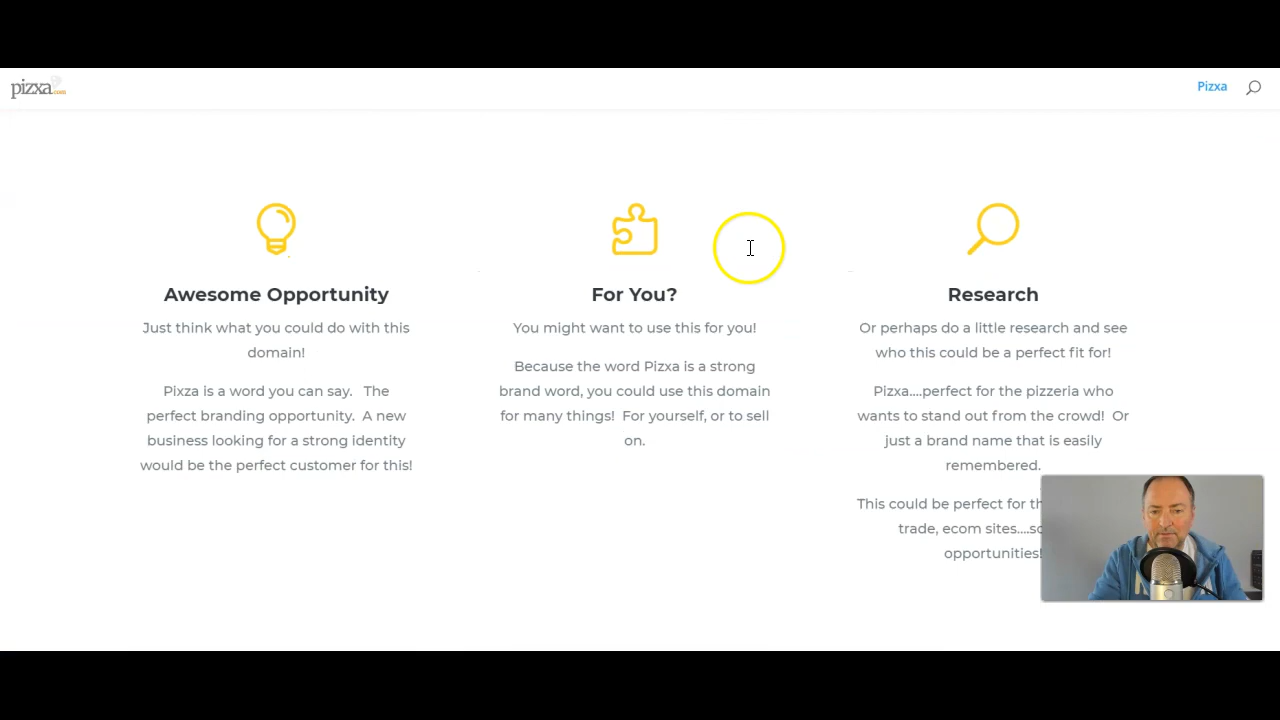 pizxa.com
Pizxa
Awesome Opportunity
Just think what you could do with this
domain!
Pixza is a word you can say. The
perfect branding opportunity. A new
business looking for a strong identity
would be the perfect customer for this!
For You?
You might want to use this for you!
Because the word Pizxa is a strong
brand word, you could use this domain
for many things! For yourself, or to sell
on.
Research
Or perhaps do a little research and see
who this could be a perfect fit for!
Pizxa....perfect for the pizzeria who
wants to stand out from the crowd! Or
just a brand name that is easily
remembered.
This could be perfect for
trade, ecom sites....
opportunities!